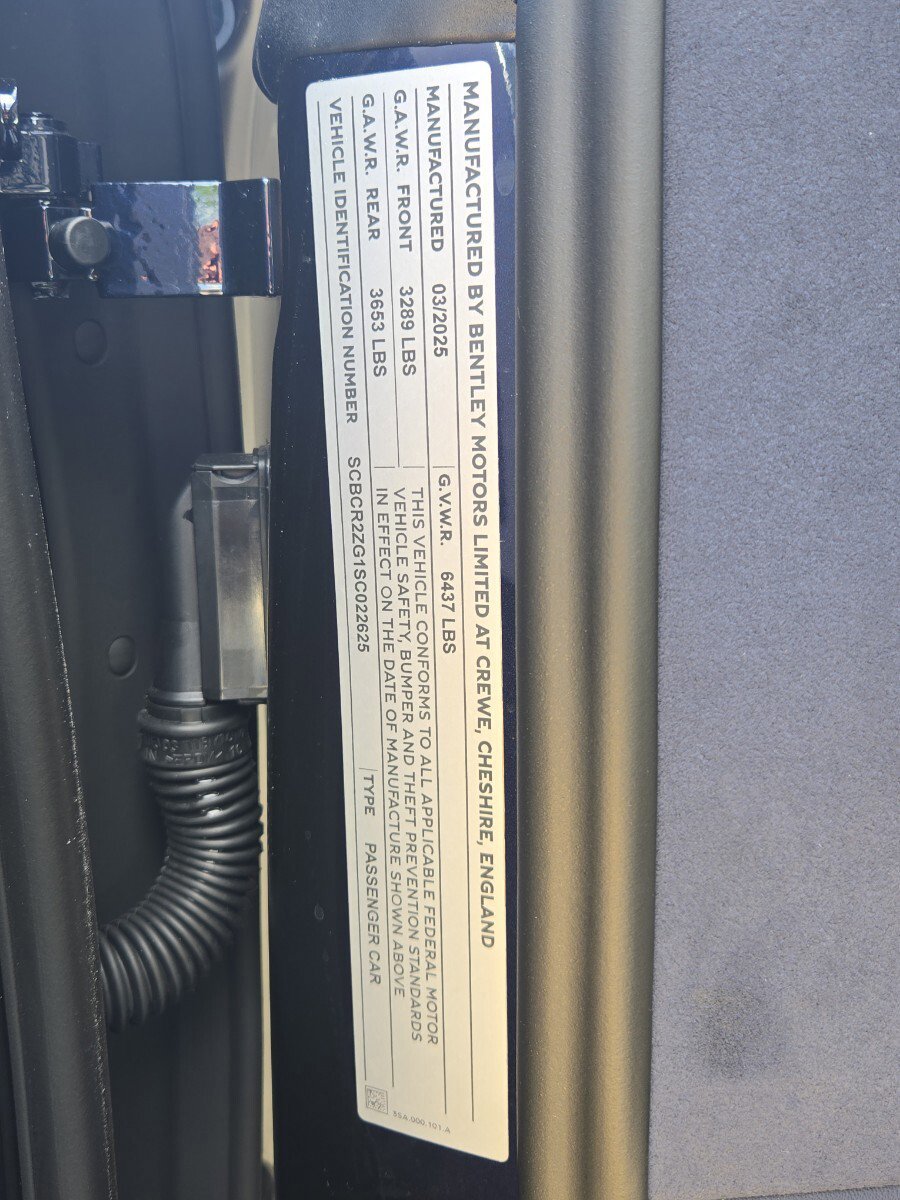 MANUFACTURED BY BENTLEY MOTORS LIMITED AT CREWE, CHESHIRE, ENGLAND
MANUFACTURED 03/2025 G.V.W.R. 6437 LBS
G.A.W.R. FRONT 3289 LBS
G.A.W.R. REAR 3653 LBS
THIS VEHICLE CONFORMS TO ALL APPLICABLE FEDERAL MOTOR
VEHICLE SAFETY, BUMPER AND THEFT PREVENTION STANDARDS
IN EFFECT ON THE DATE OF MANUFACTURE SHOWN ABOVE
VEHICLE IDENTIFICATION NUMBER SCBCR2ZG1SC022625 TYPE PASSENGER CAR
3SA.000.101.A